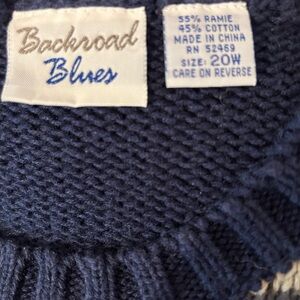 Backroad
Blues
55% RAMIE
45% COTTON
MADE IN CHINA
RN 52469
SIZE: 20W
CARE ON REVERSE